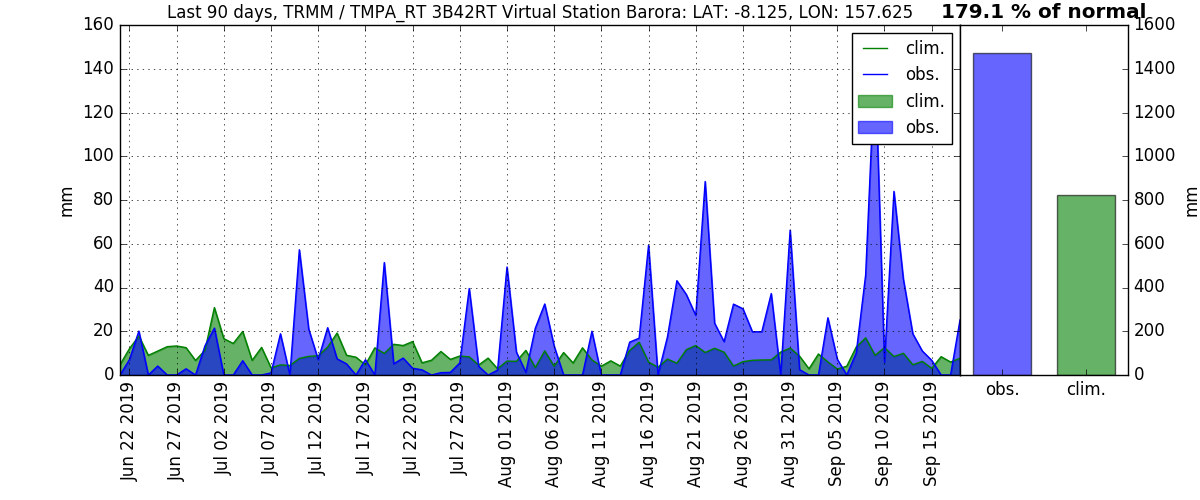 Last 90 days, TRMM / TMPA_RT 3B42RT Virtual Station Barora: LAT: -8.125, LON: 157.625
179.1 % of normal
160
140
120
100
80
60
40
20
0
mm
clim.
obs.
clim.
obs.
1600
1400
1200
1000
800
600
400
200
0
mm
Jun 22 2019
Jun 27 2019
Jul 02 2019
Jul 07 2019
Jul 12 2019
Jul 17 2019
Jul 22 2019
Jul 27 2019
Aug 01 2019
Aug 06 2019
Aug 11 2019
Aug 16 2019
Aug 21 2019
Aug 26 2019
Aug 31 2019
Sep 05 2019
Sep 10 2019
Sep 15 2019
obs.
clim.